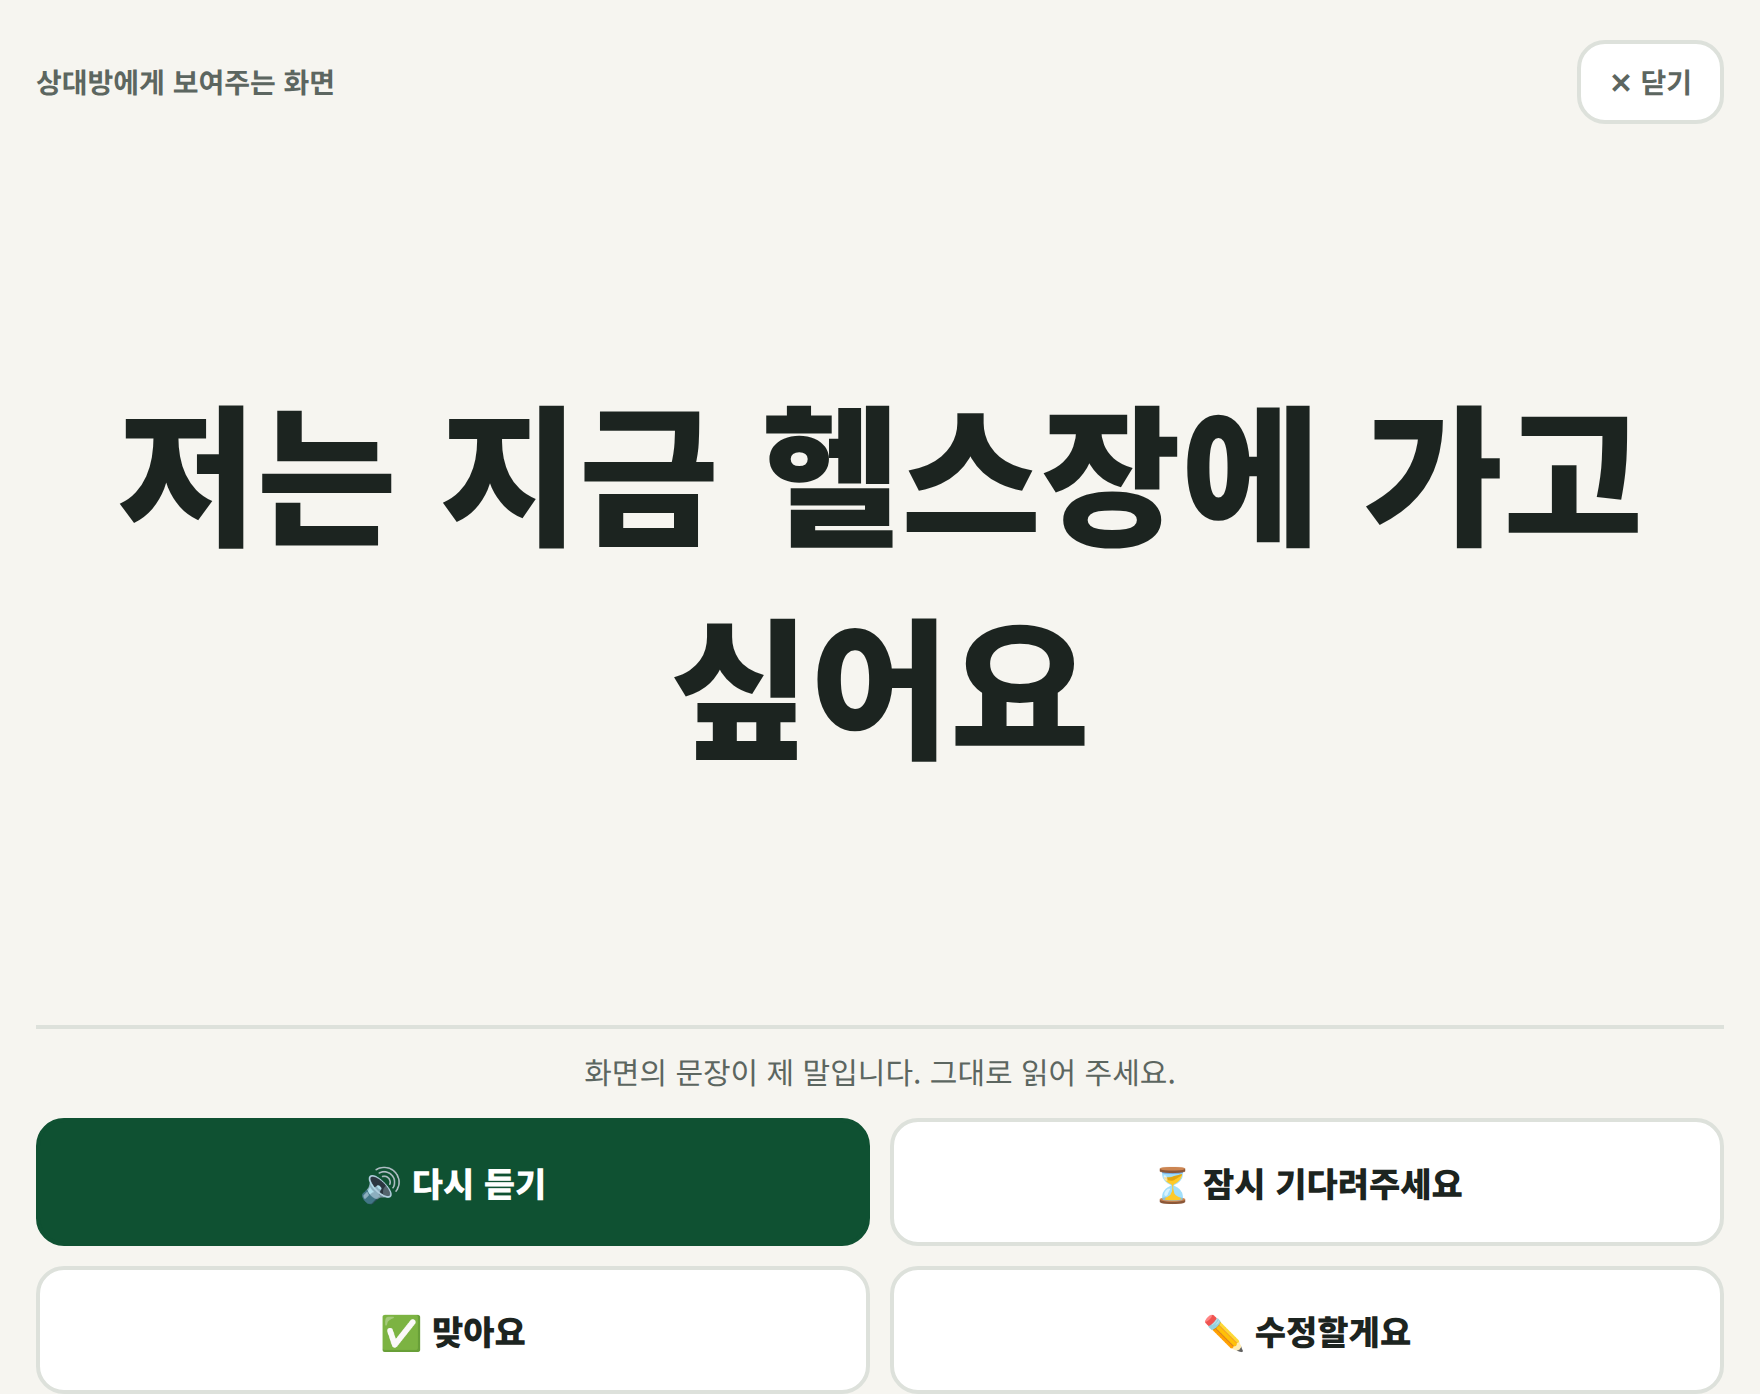 상대방에게 보여주는 화면
✕ 닫기
저는 지금 헬스장에 가고
싶어요
화면의 문장이 제 말입니다. 그대로 읽어 주세요.
🔊 다시 듣기
⏳ 잠시 기다려주세요
✅ 맞아요
✏️ 수정할게요